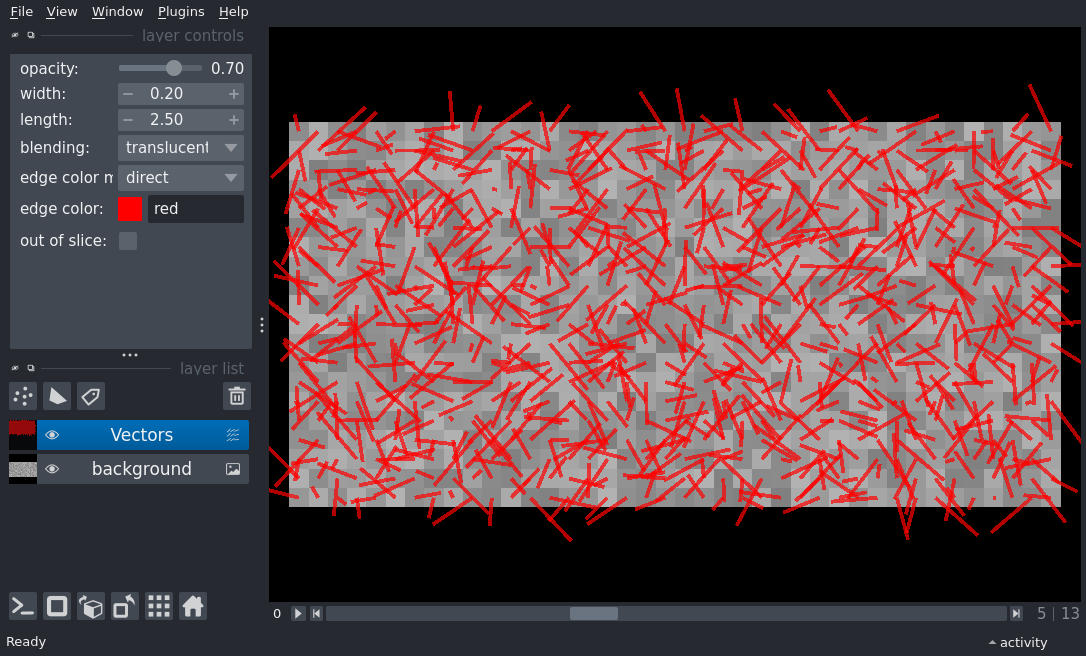 File View Window Plugins Help
layer controls
opacity: 0.70
width: 0.20
length: 2.50
blending: translucent
edge color m direct
edge color: red
out of slice:
layer list
Vectors
background
0 5 13
Ready activity